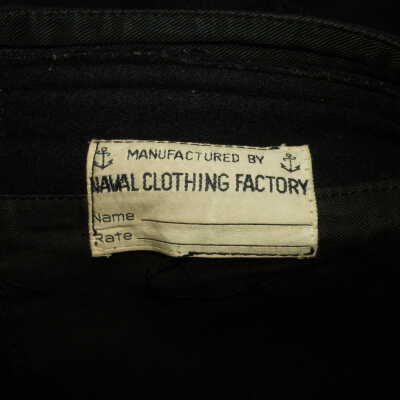 MANUFACTURED BY
NAVAL CLOTHING FACTORY
Name
Rate